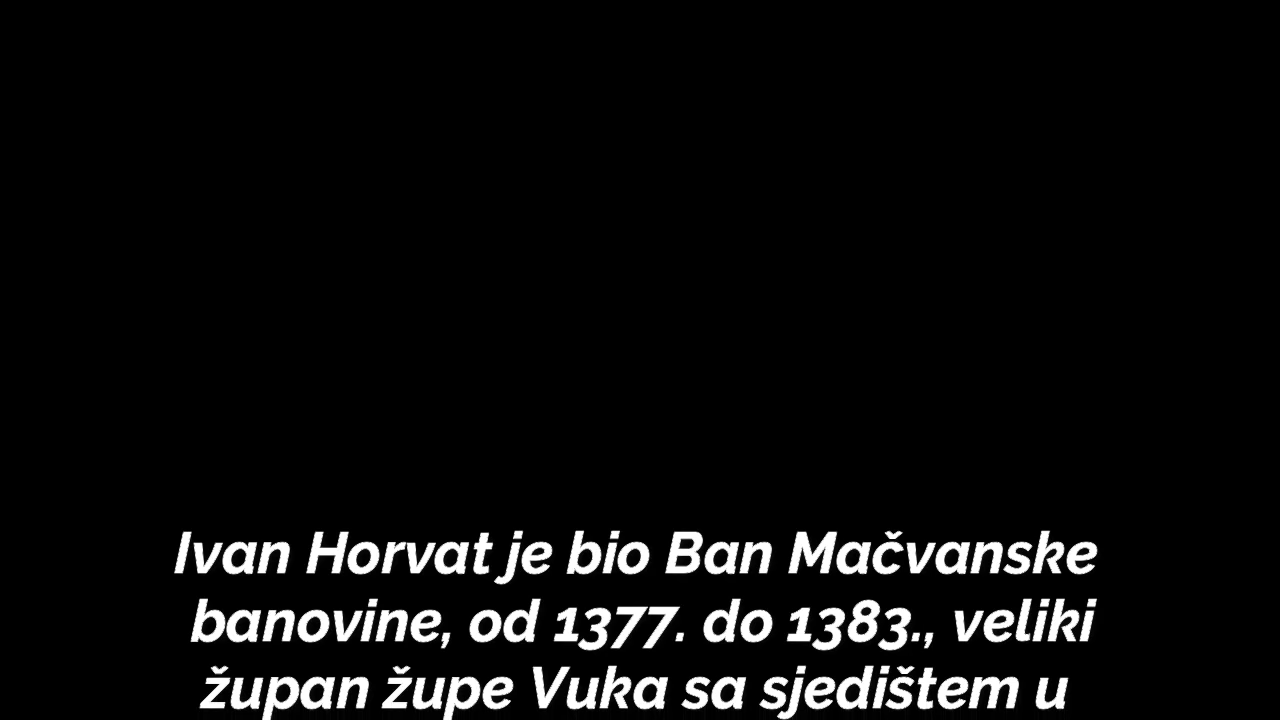 Ivan Horvat je bio Ban Mačvanske
banovine, od 1377. do 1383., veliki
župan župe Vuka sa sjedištem u